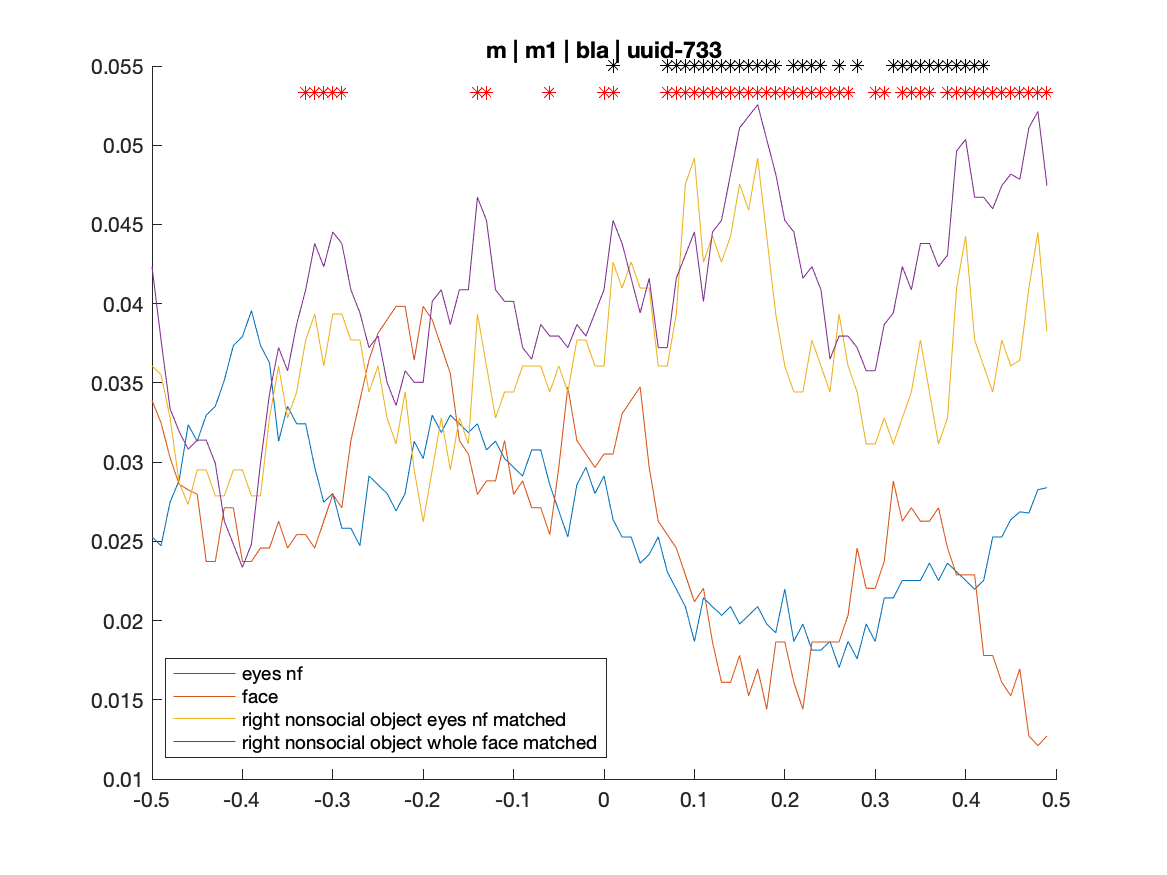 m | m1 | bla | uuid-733
0.055
0.05
0.045
0.04
0.035
0.03
0.025
0.02
0.015
0.01
eyes nf
face
right nonsocial object eyes nf matched
right nonsocial object whole face matched
-0.5 -0.4 -0.3 -0.2 -0.1 0 0.1 0.2 0.3 0.4 0.5